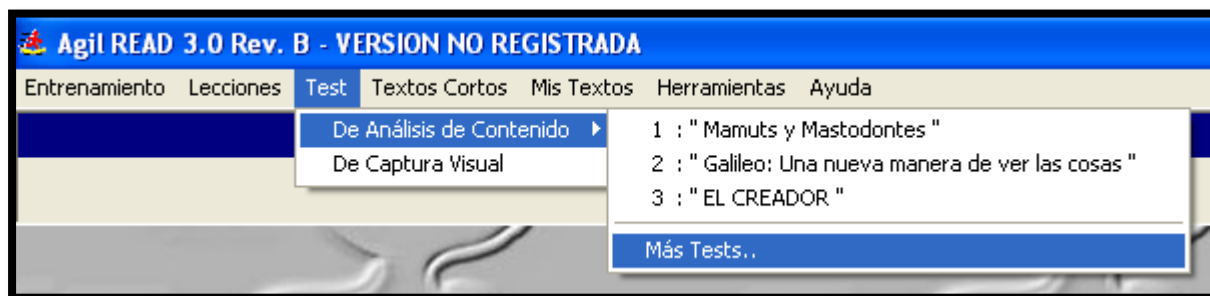 Agil READ 3.0 Rev. B - VERSION NO REGISTRADA
Entrenamiento Lecciones Test Textos Cortos Mis Textos Herramientas Ayuda
De Análisis de Contenido
De Captura Visual
1 : " Mamuts y Mastodontes "
2 : " Galileo: Una nueva manera de ver las cosas "
3 : " EL CREADOR "
Más Tests..